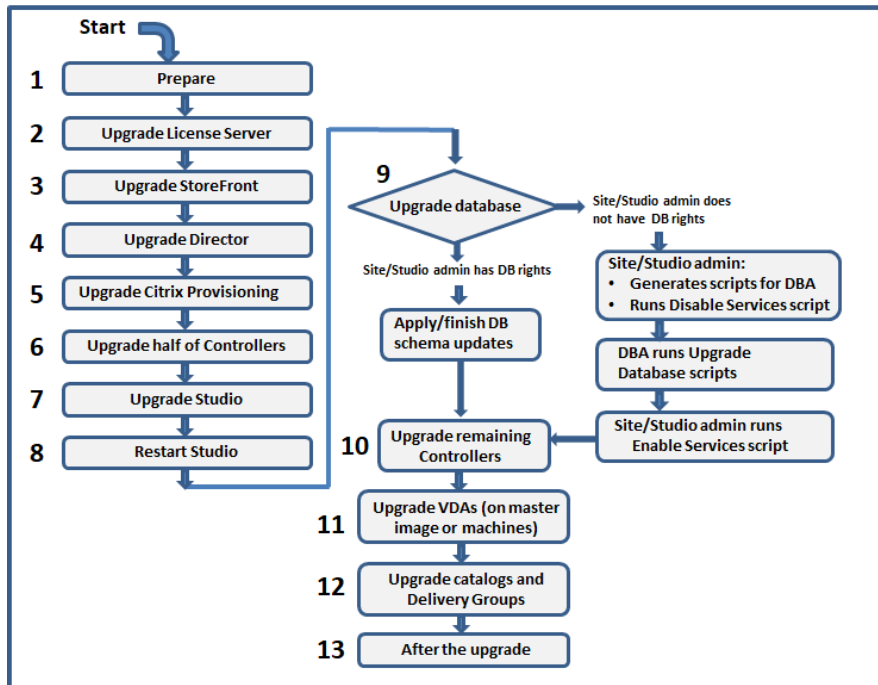 Start
1
Prepare
2
Upgrade License Server
3
Upgrade StoreFront
4
Upgrade Director
5
Upgrade Citrix Provisioning
6
Upgrade half of Controllers
7
Upgrade Studio
8
Restart Studio
9
Upgrade database
Site/Studio admin does
not have DB rights
Site/Studio admin has DB rights
Site/Studio admin:
• Generates scripts for DBA
• Runs Disable Services script
Apply/finish DB
schema updates
DBA runs Upgrade
Database scripts
Site/Studio admin runs
Enable Services script
10
Upgrade remaining
Controllers
11
Upgrade VDAs (on master
image or machines)
12
Upgrade catalogs and
Delivery Groups
13
After the upgrade